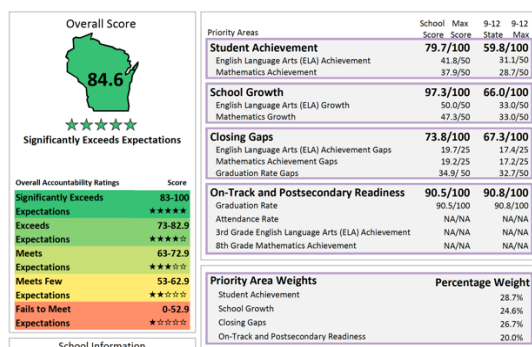 Overall Score
84.6
★★★★★
Significantly Exceeds Expectations
Overall Accountability Ratings Score
Significantly Exceeds 83-100
Expectations ★★★★★
Exceeds 73-82.9
Expectations ★★★★☆
Meets 63-72.9
Expectations ★★★☆☆
Meets Few 53-62.9
Expectations ★★☆☆☆
Fails to Meet 0-52.9
Expectations ★☆☆☆☆
School Information
School Max 9-12 9-12
Priority Areas Score Score State Max
Student Achievement 79.7/100 59.8/100
English Language Arts (ELA) Achievement 41.8/50 31.1/50
Mathematics Achievement 37.9/50 28.7/50
School Growth 97.3/100 66.0/100
English Language Arts (ELA) Growth 50.0/50 33.0/50
Mathematics Growth 47.3/50 33.0/50
Closing Gaps 73.8/100 67.3/100
English Language Arts (ELA) Achievement Gaps 19.7/25 17.4/25
Mathematics Achievement Gaps 19.2/25 17.2/25
Graduation Rate Gaps 34.9/ 50 32.7/50
On-Track and Postsecondary Readiness 90.5/100 90.8/100
Graduation Rate 90.5/100 90.8/100
Attendance Rate NA/NA NA/NA
3rd Grade English Language Arts (ELA) Achievement NA/NA NA/NA
8th Grade Mathematics Achievement NA/NA NA/NA
Priority Area Weights Percentage Weight
Student Achievement 28.7%
School Growth 24.6%
Closing Gaps 26.7%
On-Track and Postsecondary Readiness 20.0%